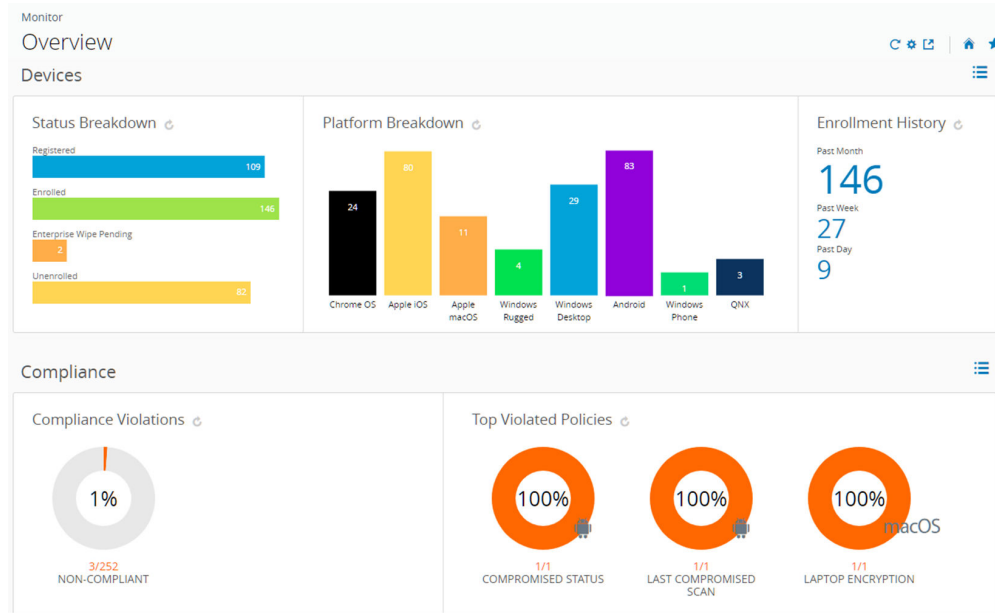 Monitor
Overview
Devices
Status Breakdown
Registered
109
Enrolled
146
Enterprise Wipe Pending
2
Unenrolled
82
Platform Breakdown
24
80
11
4
29
83
1
3
Chrome OS
Apple iOS
Apple
macOS
Windows
Rugged
Windows
Desktop
Android
Windows
Phone
QNX
Enrollment History
Past Month
146
Past Week
27
Past Day
9
Compliance
Compliance Violations
1%
3/252
NON-COMPLIANT
Top Violated Policies
100%
1/1
COMPROMISED STATUS
100%
1/1
LAST COMPROMISED
SCAN
100%
macOS
1/1
LAPTOP ENCRYPTION